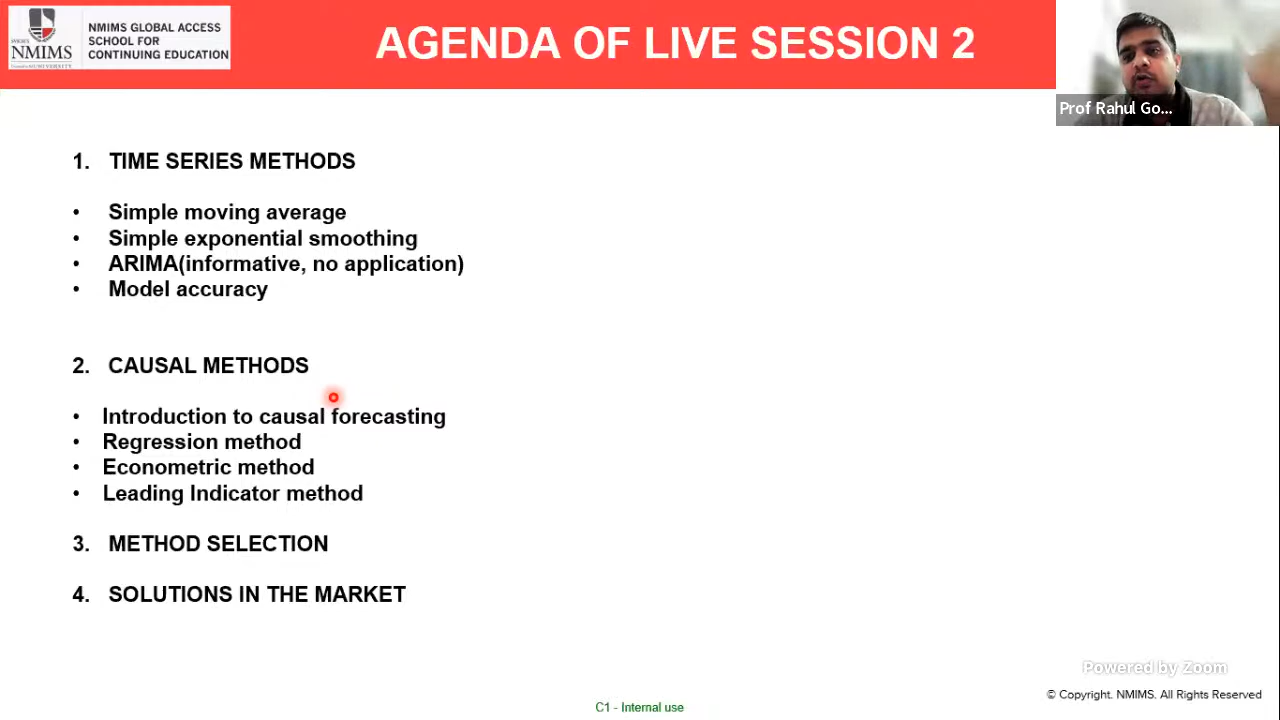 NMIMS
NMIMS GLOBAL ACCESS
SCHOOL FOR
CONTINUING EDUCATION
AGENDA OF LIVE SESSION 2
Prof Rahul Go...
1. TIME SERIES METHODS
• Simple moving average
• Simple exponential smoothing
• ARIMA(informative, no application)
• Model accuracy
2. CAUSAL METHODS
• Introduction to causal forecasting
• Regression method
• Econometric method
• Leading Indicator method
3. METHOD SELECTION
4. SOLUTIONS IN THE MARKET
Powered by Zoom
© Copyright. NMIMS. All Rights Reserved
C1 - Internal use